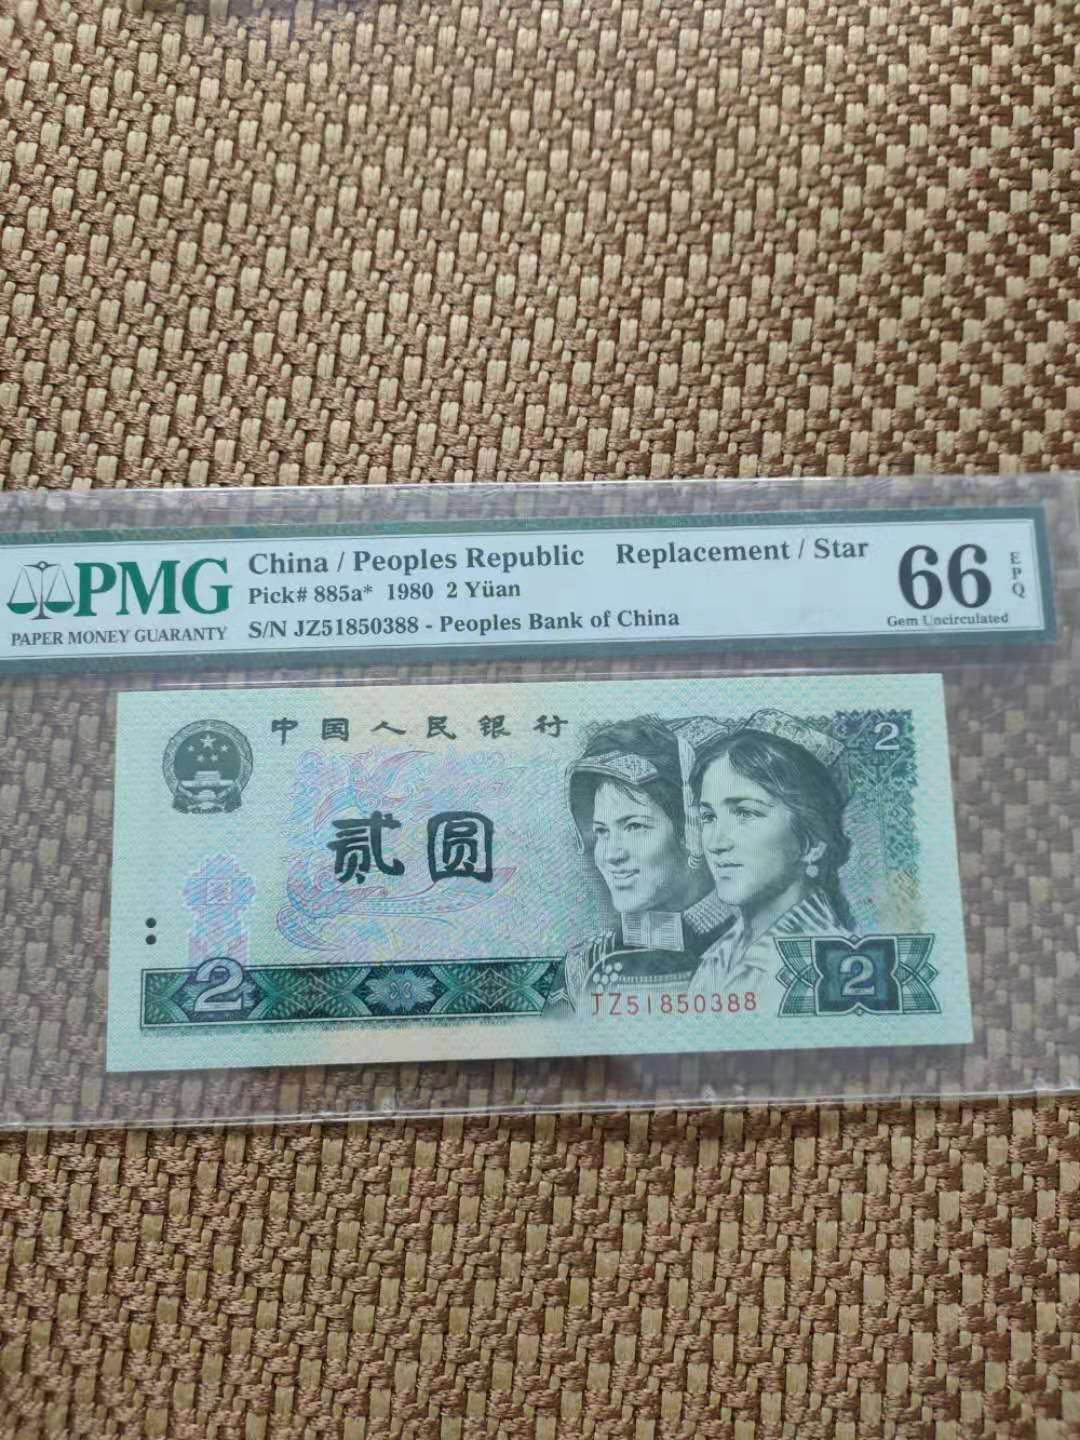 PMG
PAPER MONEY GUARANTY
China / Peoples Republic Replacement / Star
Pick# 885a* 1980 2 Yüan
S/N JZ51850388 - Peoples Bank of China
66
EPQ
Gem Uncirculated
中国人民银行
2
贰圆
2
JZ51850388
2